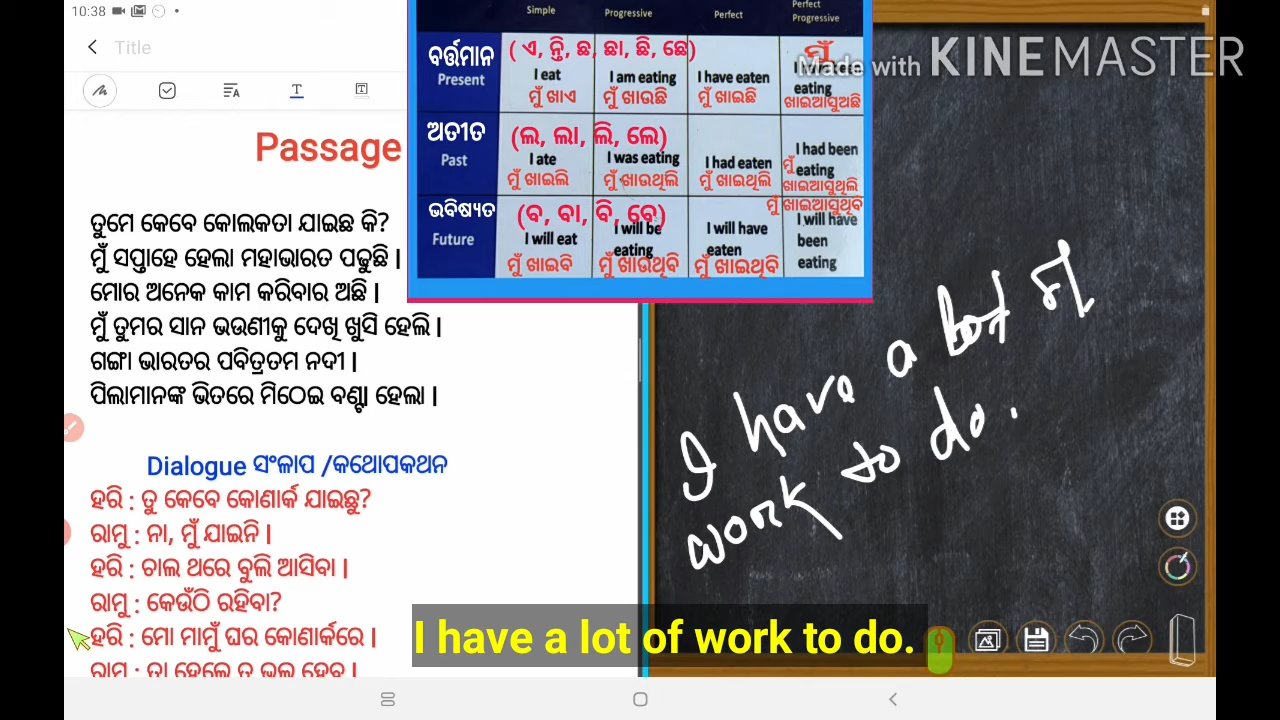 10:38
Title
Simple Progressive Perfect Perfect Progressive
ବର୍ତ୍ତମାନ (ଏ, ନ୍ତି, ଛ, ଛା, ଛି, ଛେ) ମୁଁ
Present I eat I am eating I have eaten eating
ମୁଁ ଖାଏ ମୁଁ ଖାଉଛି ମୁଁ ଖାଇଛି ଖାଇଆସୁଅଛି
Made with KINEMASTER
ଅତୀତ (ଲ, ଲା, ଲି, ଲେ)
Past I ate I was eating I had eaten I had been eating
ମୁଁ ଖାଇଲି ମୁଁ ଖାଉଥିଲି ମୁଁ ଖାଇଥିଲି ମୁଁ ଖାଇଆସୁଥିଲି
ଭବିଷ୍ୟତ (ବ, ବା, ବି, ବେ) ମୁଁ ଖାଇଆସୁଥିବି
Future I will eat I will be eating I will have eaten I will have been eating
ମୁଁ ଖାଇବି ମୁଁ ଖାଉଥିବି ମୁଁ ଖାଇଥିବି
Passage
ତୁମେ କେବେ କୋଲକତା ଯାଇଛ କି?
ମୁଁ ସପ୍ତାହେ ହେଲା ମହାଭାରତ ପଢୁଛି |
ମୋର ଅନେକ କାମ କରିବାର ଅଛି |
ମୁଁ ତୁମର ସାନ ଭଉଣୀକୁ ଦେଖି ଖୁସି ହେଲି |
ଗଙ୍ଗା ଭାରତର ପବିତ୍ରତମ ନଦୀ |
ପିଲାମାନଙ୍କ ଭିତରେ ମିଠେଇ ବଣ୍ଟା ହେଲା |
Dialogue ସଂଳାପ /କଥୋପକଥନ
ହରି : ତୁ କେବେ କୋଣାର୍କ ଯାଇଛୁ?
ରାମୁ : ନା, ମୁଁ ଯାଇନି |
ହରି : ଚାଲ ଥରେ ବୁଲି ଆସିବା |
ରାମୁ : କେଉଁଠି ରହିବା?
ହରି : ମୋ ମାମୁଁ ଘର କୋଣାର୍କରେ |
I have a lot of
work to do.
I have a lot of work to do.